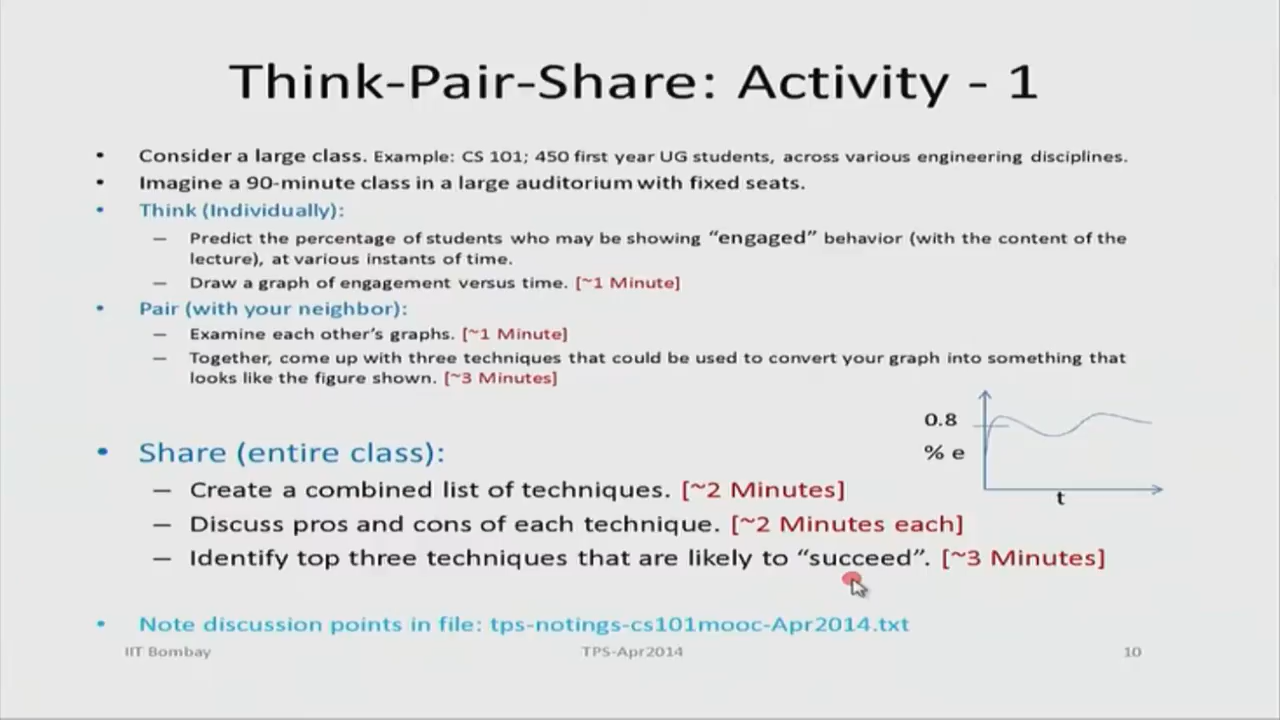 Think-Pair-Share: Activity - 1
• Consider a large class. Example: CS 101; 450 first year UG students, across various engineering disciplines.
• Imagine a 90-minute class in a large auditorium with fixed seats.
• Think (Individually):
– Predict the percentage of students who may be showing “engaged” behavior (with the content of the
lecture), at various instants of time.
– Draw a graph of engagement versus time. [~1 Minute]
• Pair (with your neighbor):
– Examine each other’s graphs. [~1 Minute]
– Together, come up with three techniques that could be used to convert your graph into something that
looks like the figure shown. [~3 Minutes]
0.8
% e
t
• Share (entire class):
– Create a combined list of techniques. [~2 Minutes]
– Discuss pros and cons of each technique. [~2 Minutes each]
– Identify top three techniques that are likely to “succeed”. [~3 Minutes]
• Note discussion points in file: tps-notings-cs101mooc-Apr2014.txt
IIT Bombay TPS-Apr2014 10